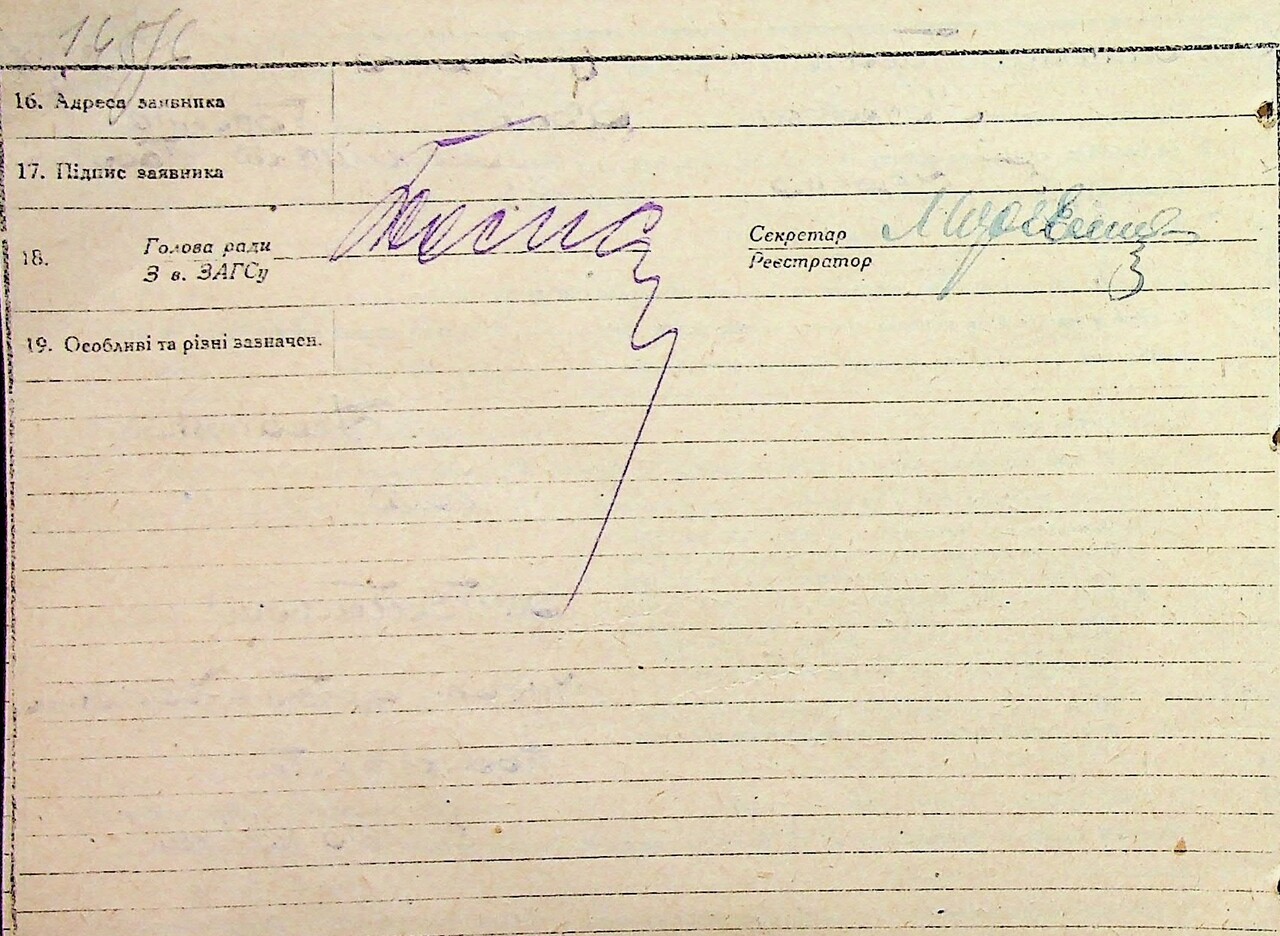 16. Адреса заявника
17. Підпис заявника
18. Голова ради Секретар
З в. ЗАГСу Реєстратор
19. Особливі та різні зазначен.